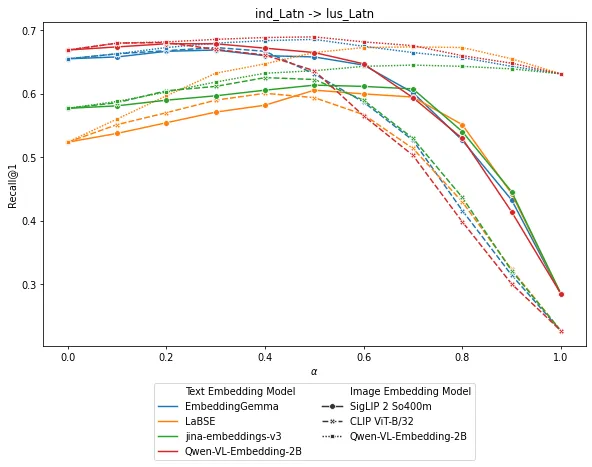 ind_Latn -> lus_Latn
0.7
0.6
0.5
0.4
0.3
Recall@1
0.0 0.2 0.4 0.6 0.8 1.0
α
Text Embedding Model Image Embedding Model
EmbeddingGemma SigLIP 2 So400m
LaBSE CLIP ViT-B/32
jina-embeddings-v3 Qwen-VL-Embedding-2B
Qwen-VL-Embedding-2B